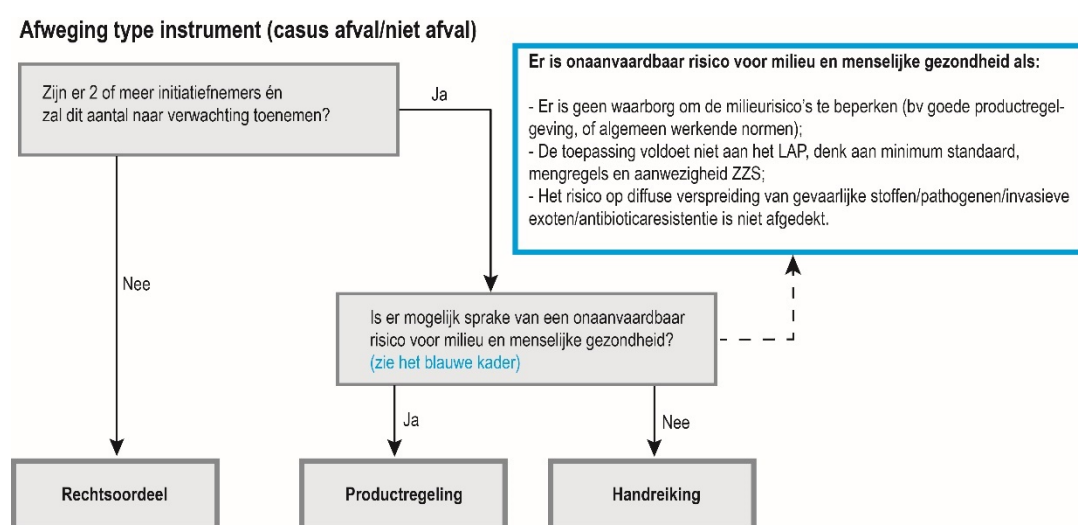 Afweging type instrument (casus afval/niet afval)
Zijn er 2 of meer initiatiefnemers én
zal dit aantal naar verwachting toenemen?
Ja
Er is onaanvaardbaar risico voor milieu en menselijke gezondheid als:
- Er is geen waarborg om de milieurisico's te beperken (bv goede productregel-
geving, of algemeen werkende normen);
- De toepassing voldoet niet aan het LAP, denk aan minimum standaard,
mengregels en aanwezigheid ZZS;
- Het risico op diffuse verspreiding van gevaarlijke stoffen/pathogenen/invasieve
exoten/antibioticaresistentie is niet afgedekt.
Nee
Is er mogelijk sprake van een onaanvaardbaar
risico voor milieu en menselijke gezondheid?
(zie het blauwe kader)
Ja
Nee
Rechtsoordeel
Productregeling
Handreiking